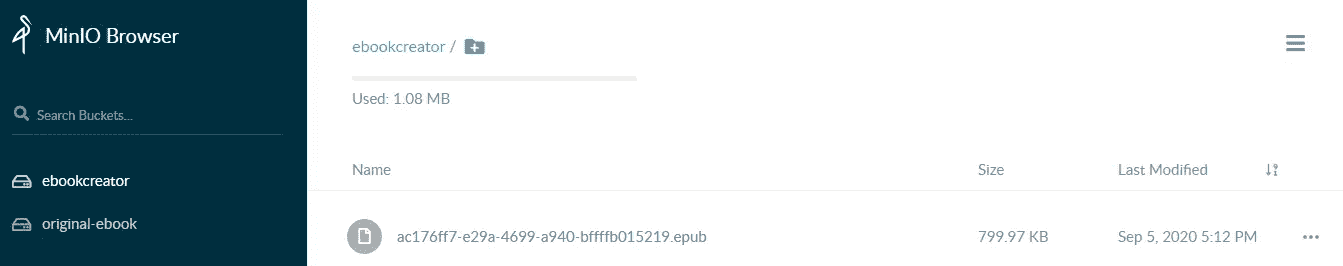 MinIO Browser
Search Buckets...
ebookcreator
original-ebook
ebookcreator /
Used: 1.08 MB
Name Size Last Modified
ac176ff7-e29a-4699-a940-bffffb015219.epub 799.97 KB Sep 5, 2020 5:12 PM